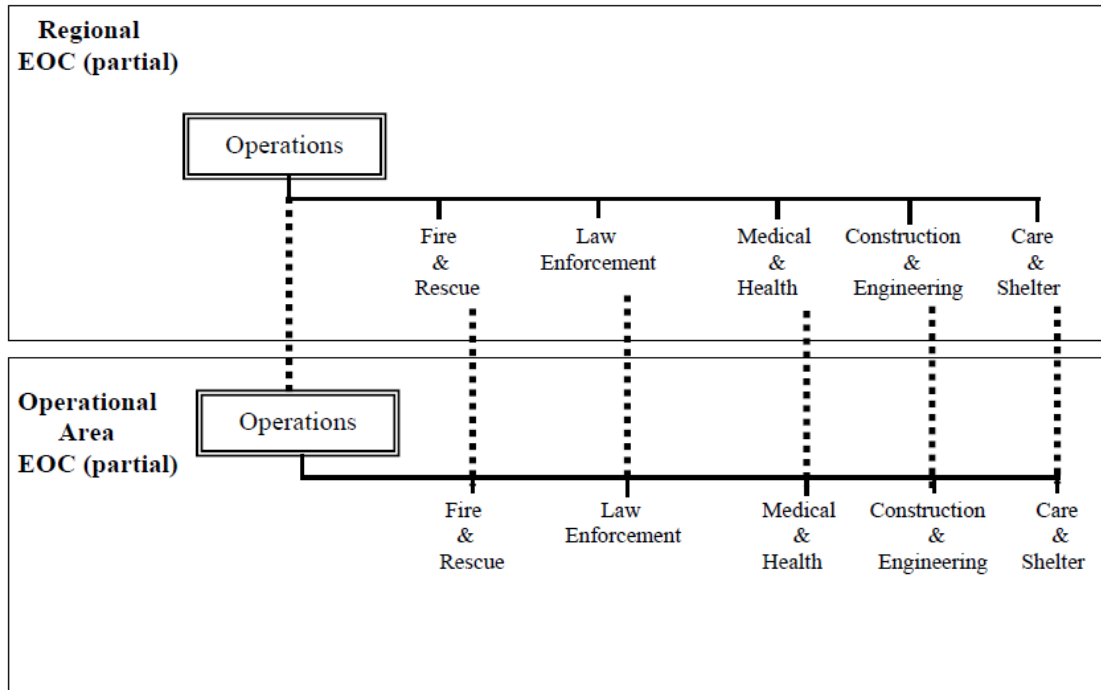 Regional
EOC (partial)
Operations
Fire
&
Rescue
Law
Enforcement
Medical
&
Health
Construction
&
Engineering
Care
&
Shelter
Operational
Area
EOC (partial)
Operations
Fire
&
Rescue
Law
Enforcement
Medical
&
Health
Construction
&
Engineering
Care
&
Shelter